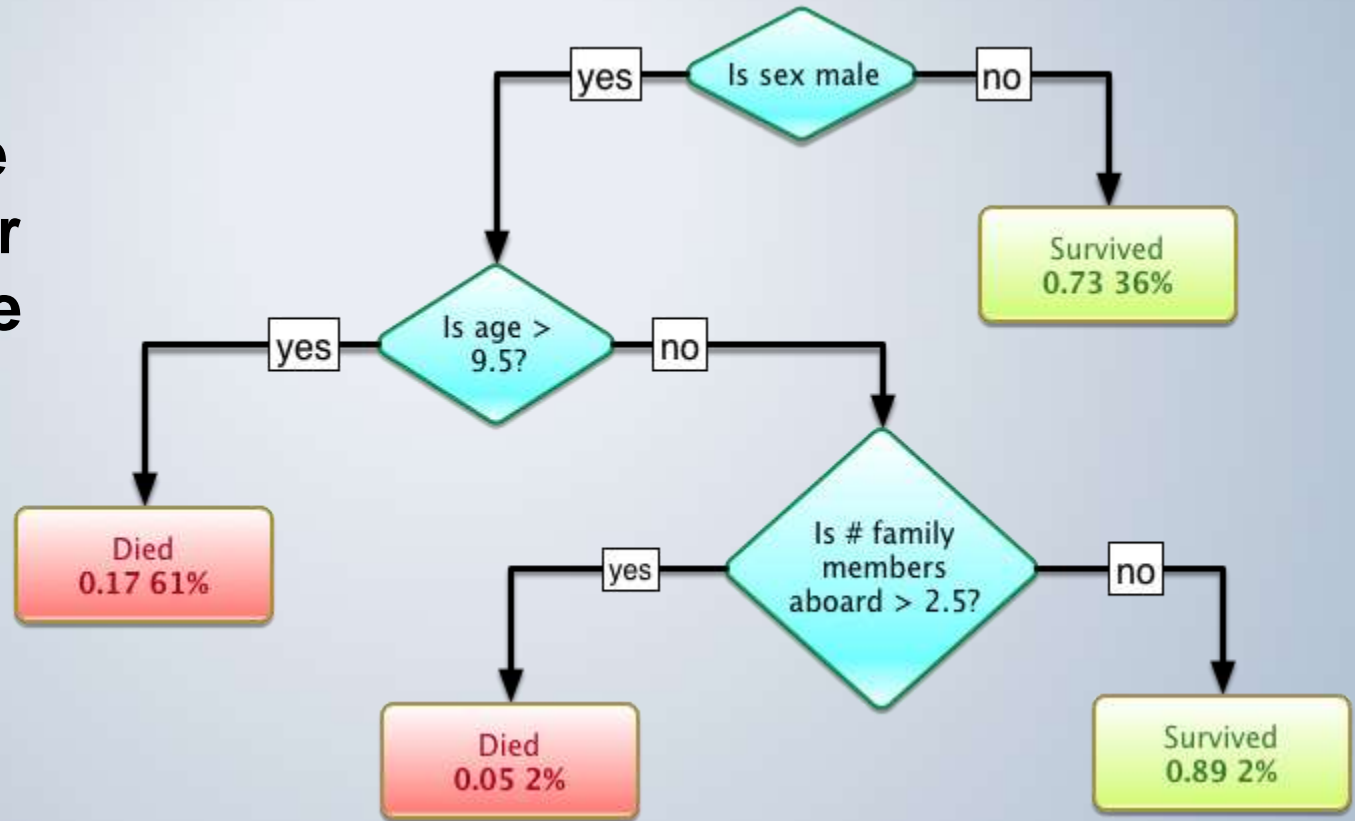 Is sex male
yes
no
Survived
0.73 36%
Is age >
9.5?
yes
no
Died
0.17 61%
Is # family
members
aboard > 2.5?
yes
no
Died
0.05 2%
Survived
0.89 2%